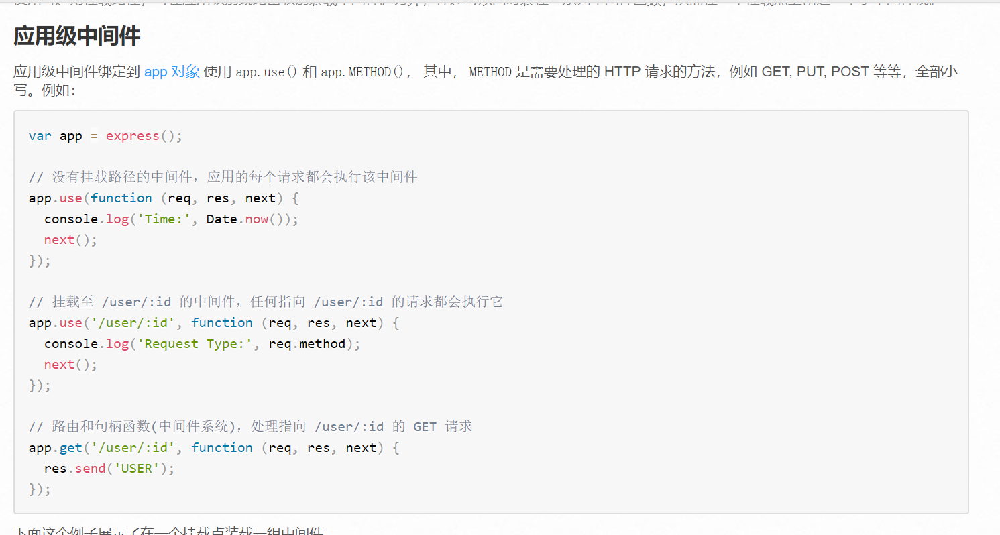 应用级中间件
应用级中间件绑定到 app 对象 使用 app.use() 和 app.METHOD(), 其中, METHOD 是需要处理的 HTTP 请求的方法，例如 GET, PUT, POST 等等，全部小
写。例如：
var app = express();
// 没有挂载路径的中间件，应用的每个请求都会执行该中间件
app.use(function (req, res, next) {
  console.log('Time:', Date.now());
  next();
});
// 挂载至 /user/:id 的中间件，任何指向 /user/:id 的请求都会执行它
app.use('/user/:id', function (req, res, next) {
  console.log('Request Type:', req.method);
  next();
});
// 路由和句柄函数(中间件系统)，处理指向 /user/:id 的 GET 请求
app.get('/user/:id', function (req, res, next) {
  res.send('USER');
});
下面这个例子展示了在一个挂载点装载一组中间件